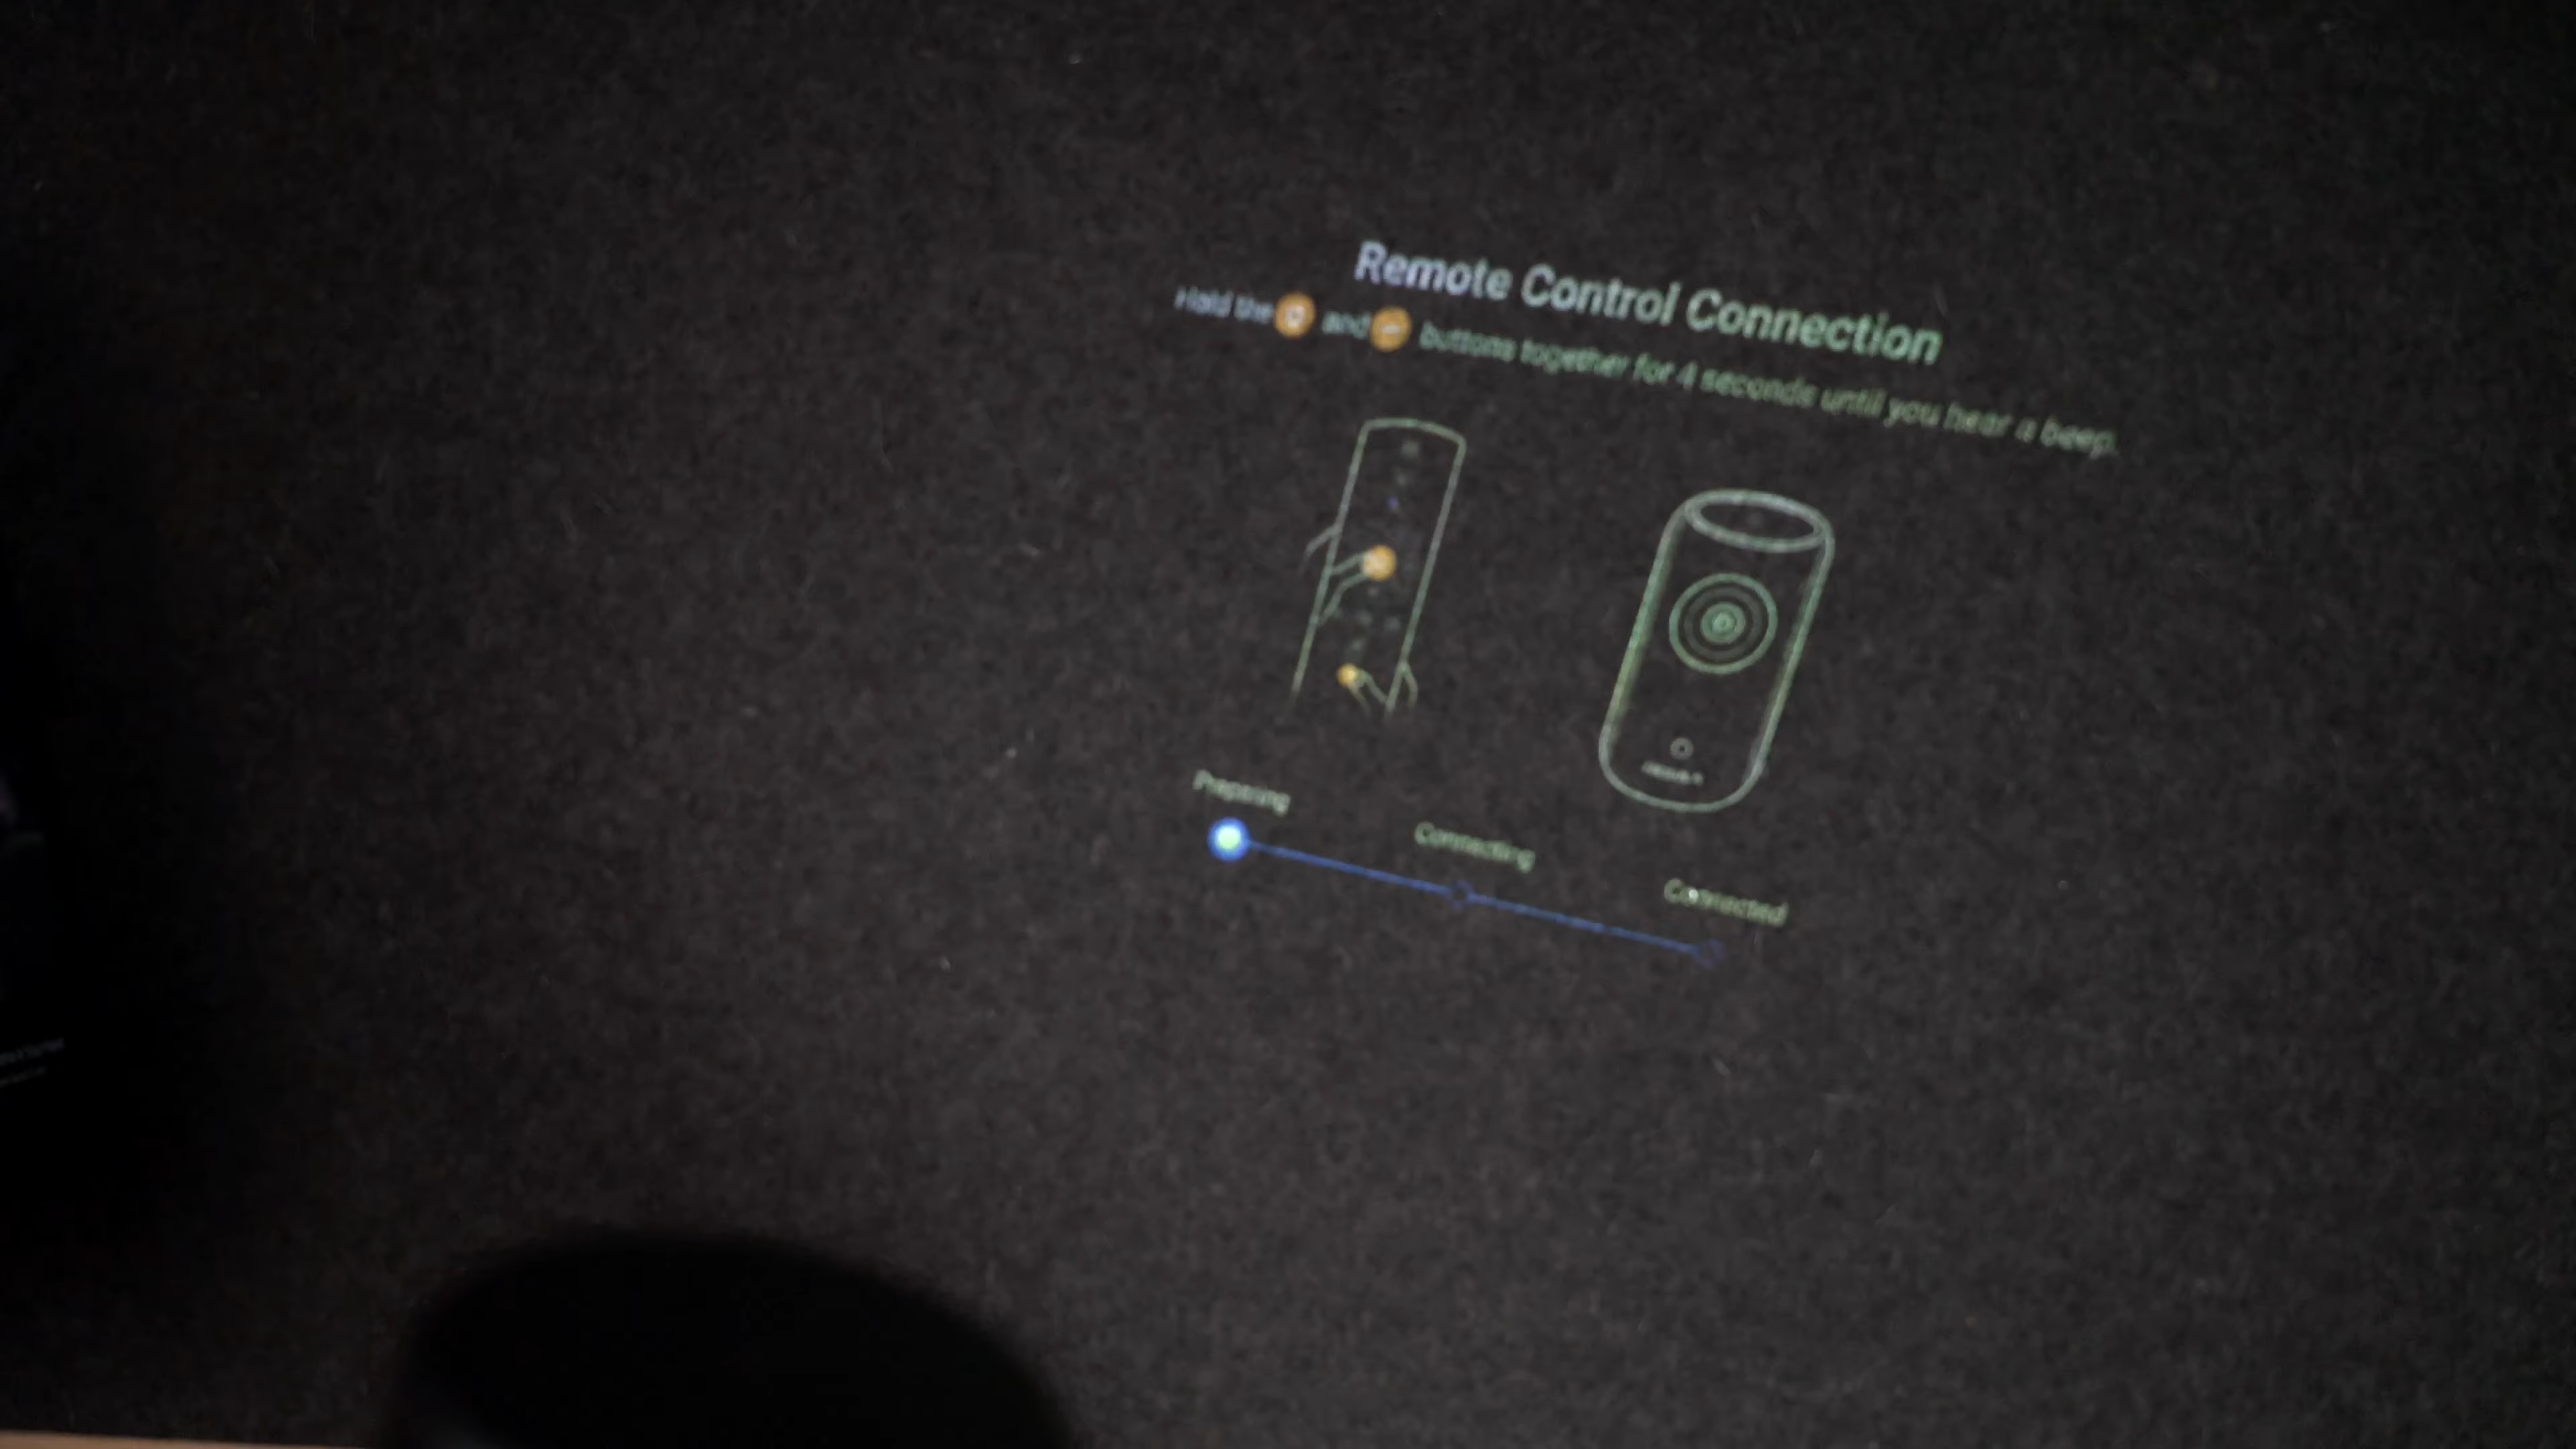 Remote Control Connection
Hold the and buttons together for 4 seconds until you hear a beep.
Preparing
Connecting
Connected